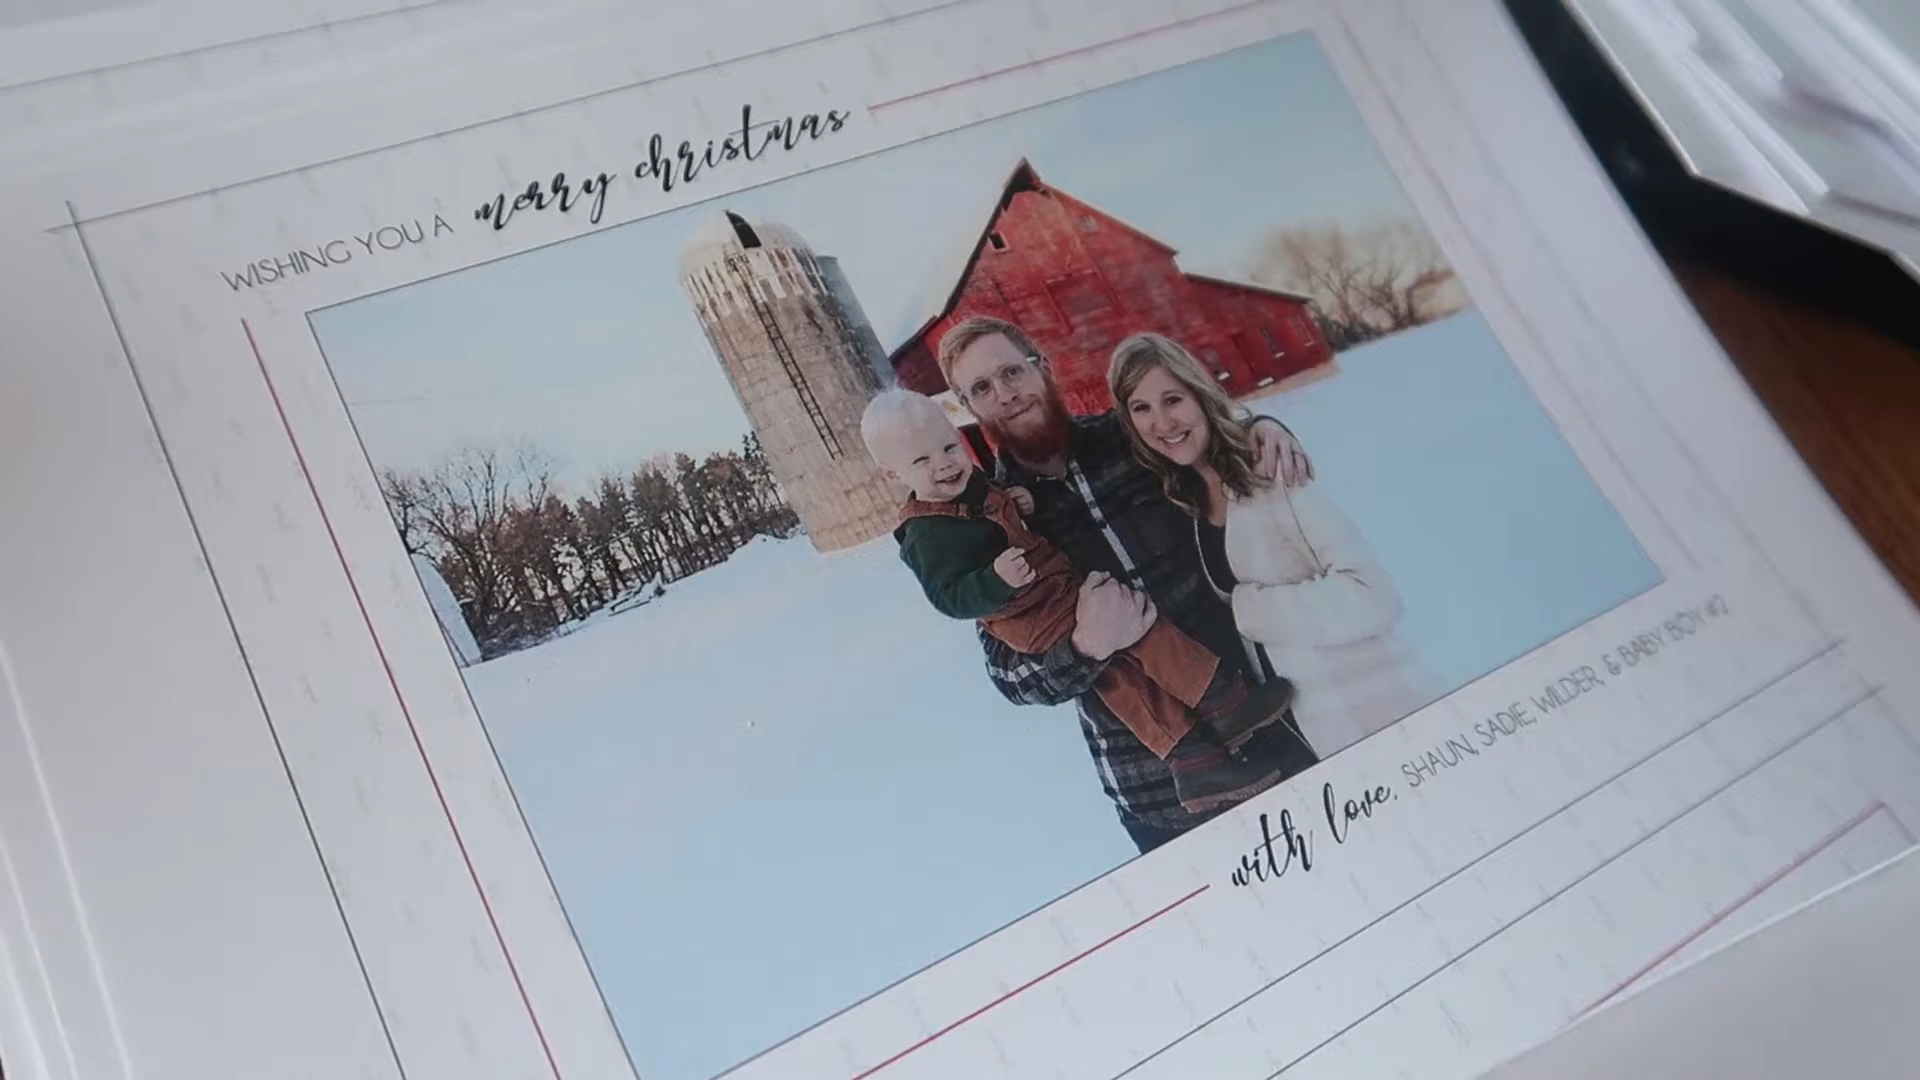 WISHING YOU A merry christmas
with love, SHAUN, SADIE, WILDER, & BABY BOY #2